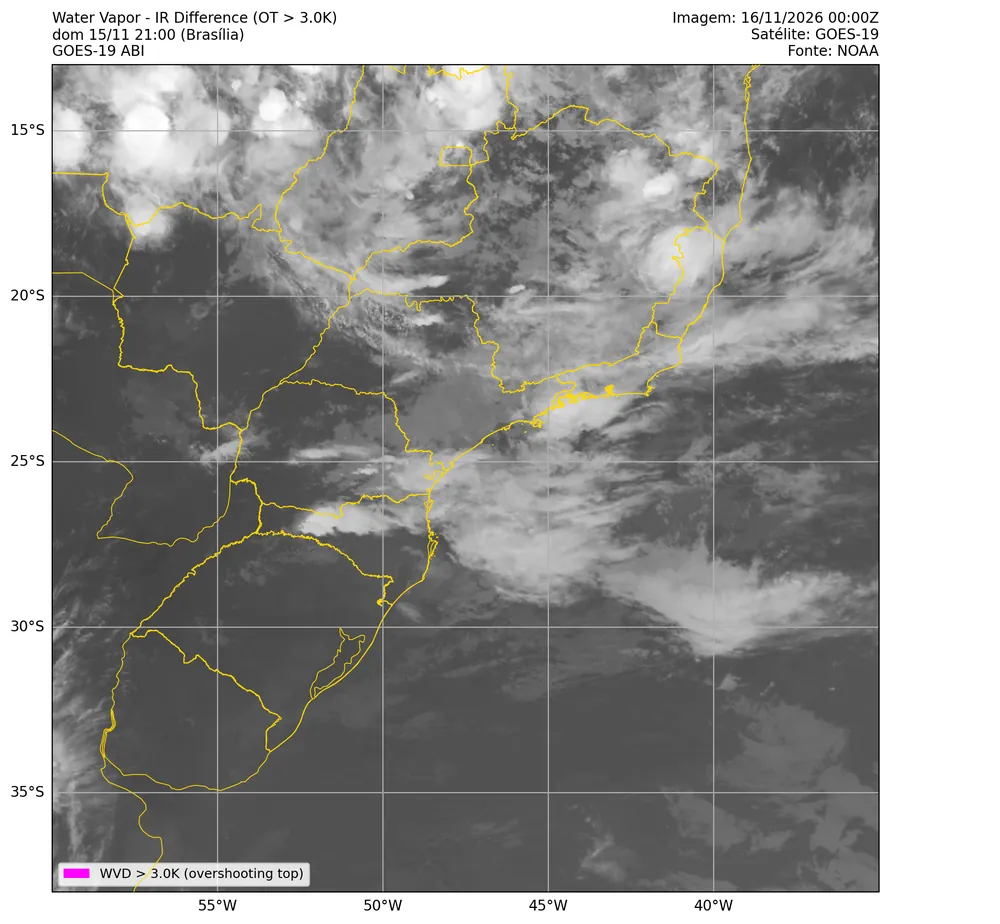 Water Vapor - IR Difference (OT > 3.0K)
dom 15/11 21:00 (Brasília)
GOES-19 ABI
Imagem: 16/11/2026 00:00Z
Satélite: GOES-19
Fonte: NOAA
15°S
20°S
25°S
30°S
35°S
WVD > 3.0K (overshooting top)
55°W
50°W
45°W
40°W